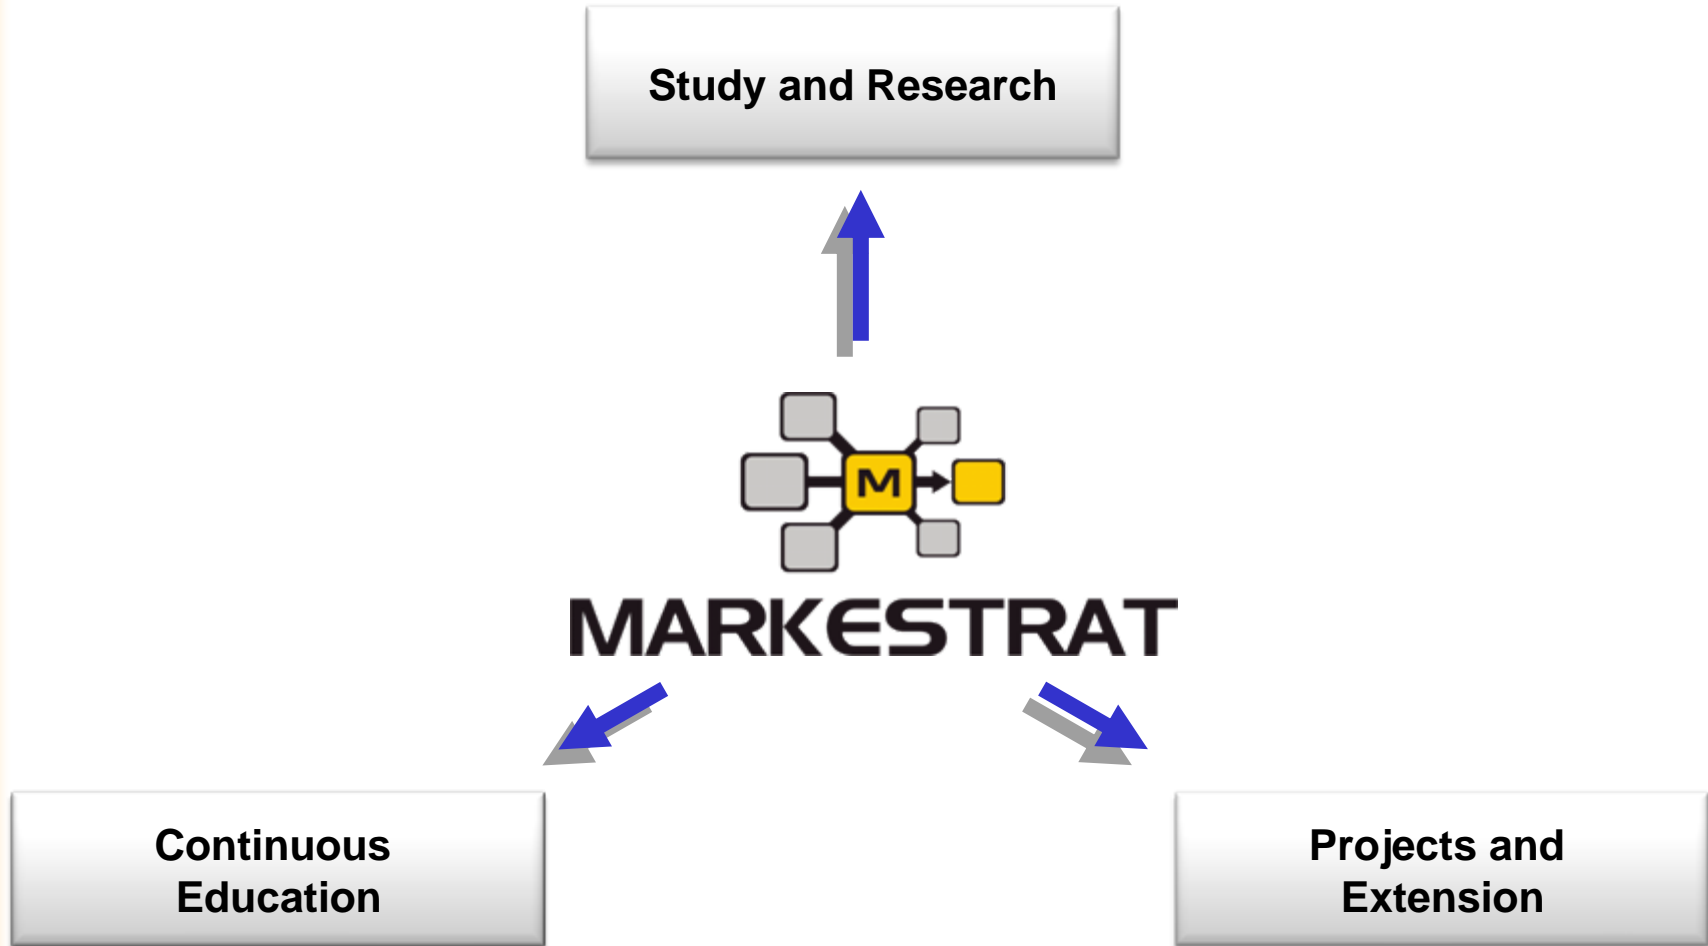 Study and Research
M
MARKESTRAT
Continuous
Education
Projects and
Extension